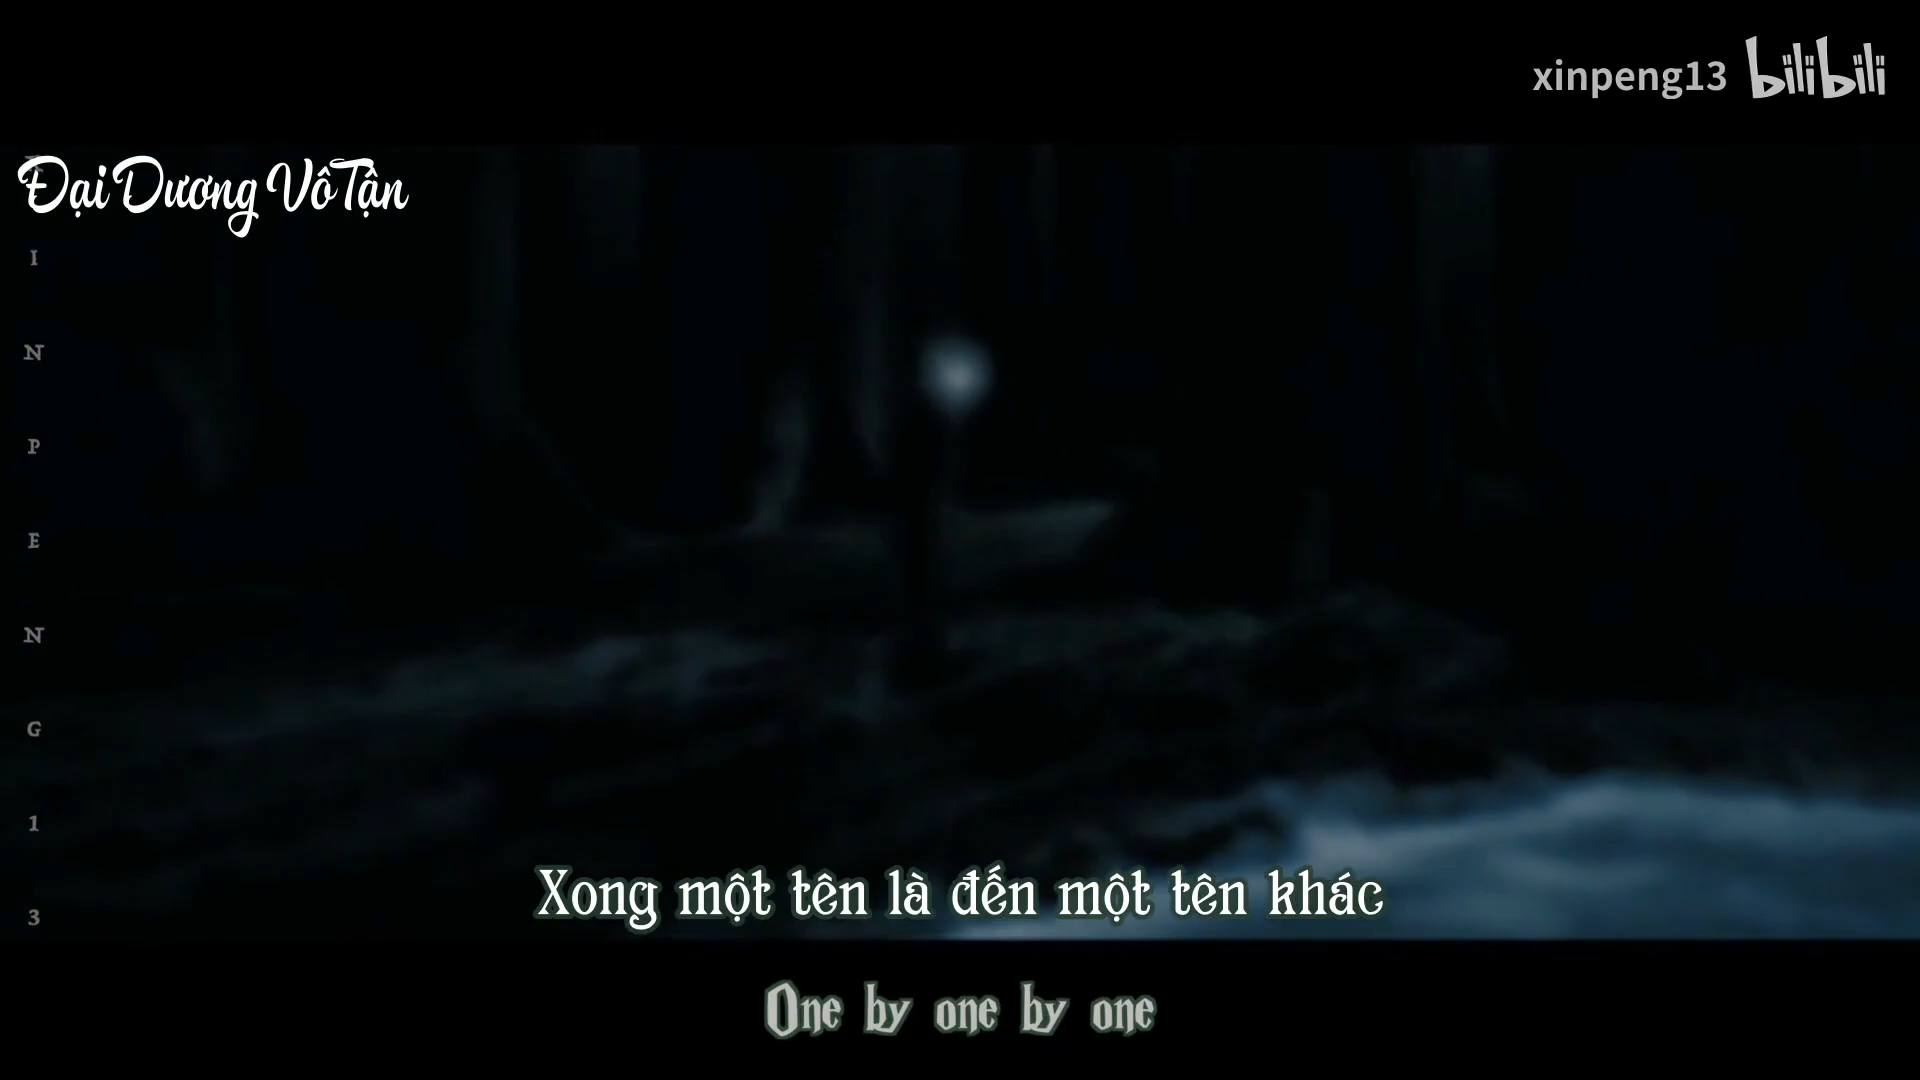 xinpeng13 bilibili
Đại Dương Vô Tận
X
I
N
P
E
N
G
1
3
Xong một tên là đến một tên khác
One by one by one